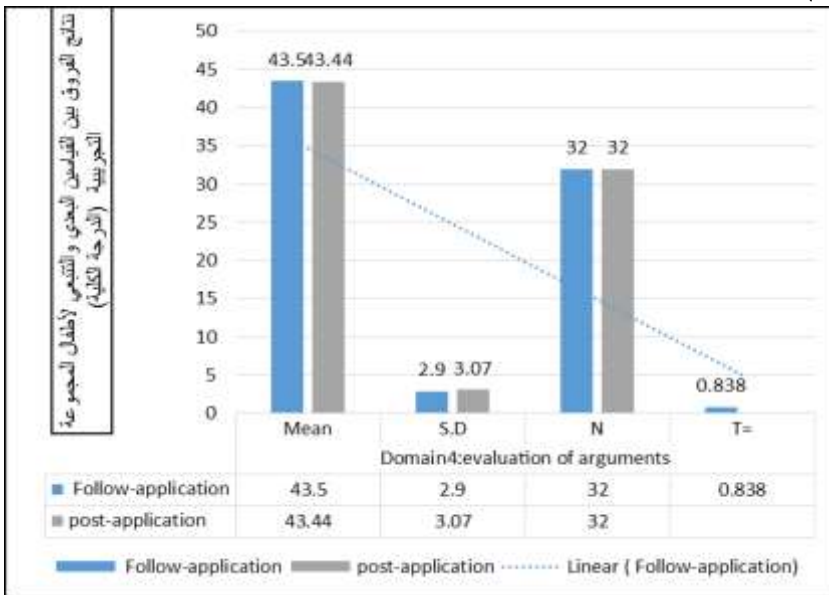 نتائج الفروق بين القياسين البعدي والتتبعي لأطفال المجموعة
التجريبية (الدرجة الكلية)
50
45
40
35
30
25
20
15
10
5
0
43.5 43.44
2.9 3.07
32 32
0.838
Mean S.D N T=
Domain4:evaluation of arguments
Follow-application 43.5 2.9 32 0.838
post-application 43.44 3.07 32
Follow-application post-application Linear ( Follow-application)